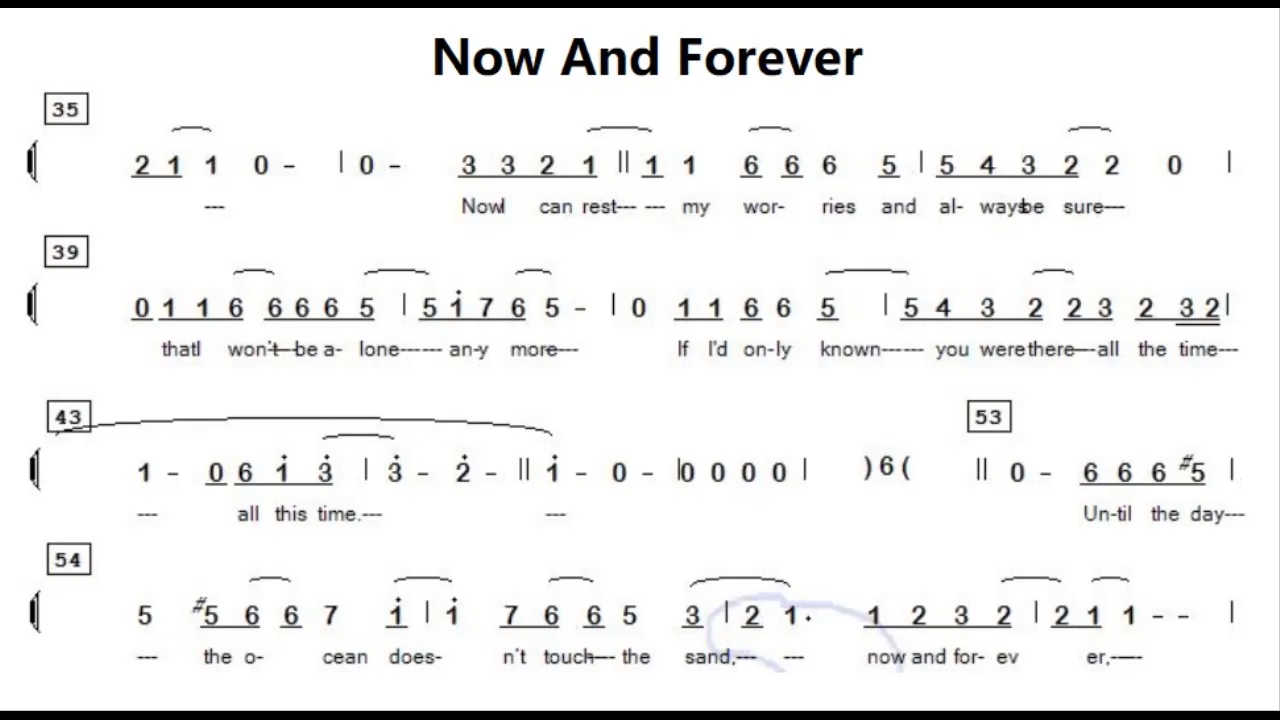 Now And Forever
35
2 1 1 0 - | 0 - 3 3 2 1 || 1 1 6 6 6 5 | 5 4 3 2 2 0 |
--- NowI can rest--- --- my wor- ries and al- waysbe sure---
39
0 1 1 6 6 6 6 5 | 5 1 7 6 5 - | 0 1 1 6 6 5 | 5 4 3 2 2 3 2 3 2 |
thatI won't---be a- lone------ an-y more--- If I'd on-ly known------ you were there---all the time---
43 53
1 - 0 6 1 3 | 3 - 2 - || 1 - 0 - |0 0 0 0 | )6( || 0 - 6 6 6 #5 |
--- all this time.--- --- Un-til the day---
54
5 #5 6 6 7 1 | 1 7 6 6 5 3 | 2 1. 1 2 3 2 | 2 1 1 - - |
--- the o- cean does- n't touch--- the sand,--- --- now and for- ev er,-----